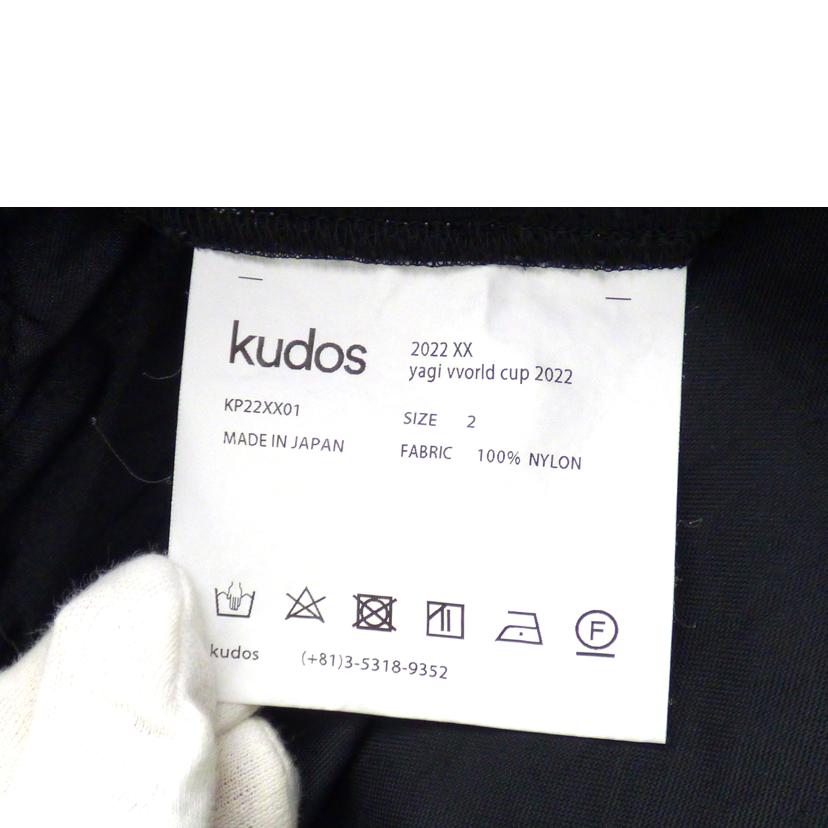 kudos
2022 XX
yagi vvorld cup 2022
KP22XX01
SIZE 2
MADE IN JAPAN
FABRIC 100% NYLON
F
kudos (+81)3-5318-9352